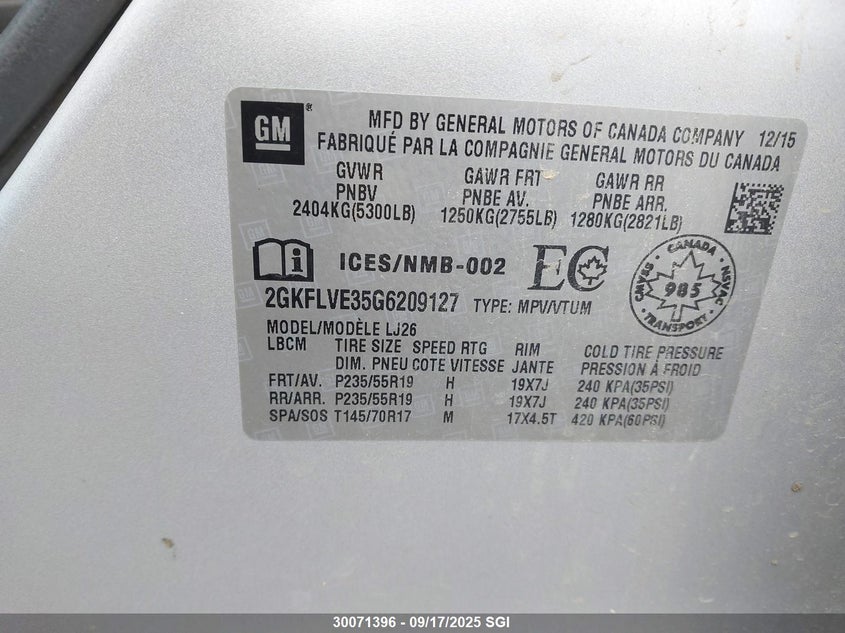 GM ®
MFD BY GENERAL MOTORS OF CANADA COMPANY 12/15
FABRIQUÉ PAR LA COMPAGNIE GENERAL MOTORS DU CANADA
GVWR GAWR FRT GAWR RR
PNBV PNBE AV. PNBE ARR.
2404KG(5300LB) 1250KG(2755LB) 1280KG(2821LB)
i ICES/NMB-002 EC
CANADA
CMVSS NSVAC
985
TRANSPORT
2GKFLVE35G6209127 TYPE: MPV/VTUM
MODEL/MODÈLE LJ26
LBCM TIRE SIZE SPEED RTG RIM COLD TIRE PRESSURE
DIM. PNEU COTE VITESSE JANTE PRESSION À FROID
FRT/AV. P235/55R19 H 19X7J 240 KPA(35PSI)
RR/ARR. P235/55R19 H 19X7J 240 KPA(35PSI)
SPA/SOS T145/70R17 M 17X4.5T 420 KPA(60PSI)
30071396 - 09/17/2025 SGI